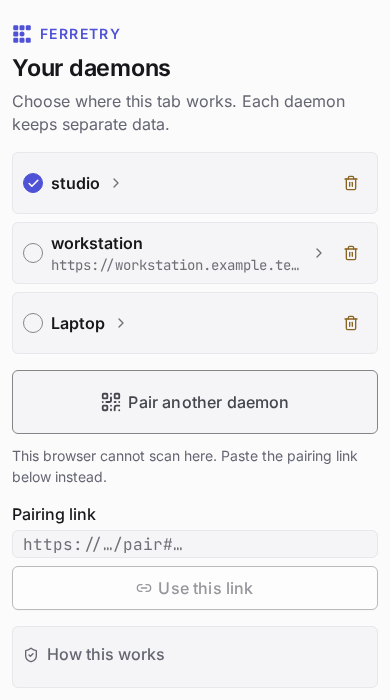 FERRETRY
Your daemons
Choose where this tab works. Each daemon
keeps separate data.
studio
workstation
https://workstation.example.te…
Laptop
Pair another daemon
This browser cannot scan here. Paste the pairing link
below instead.
Pairing link
https://…/pair#…
Use this link
How this works